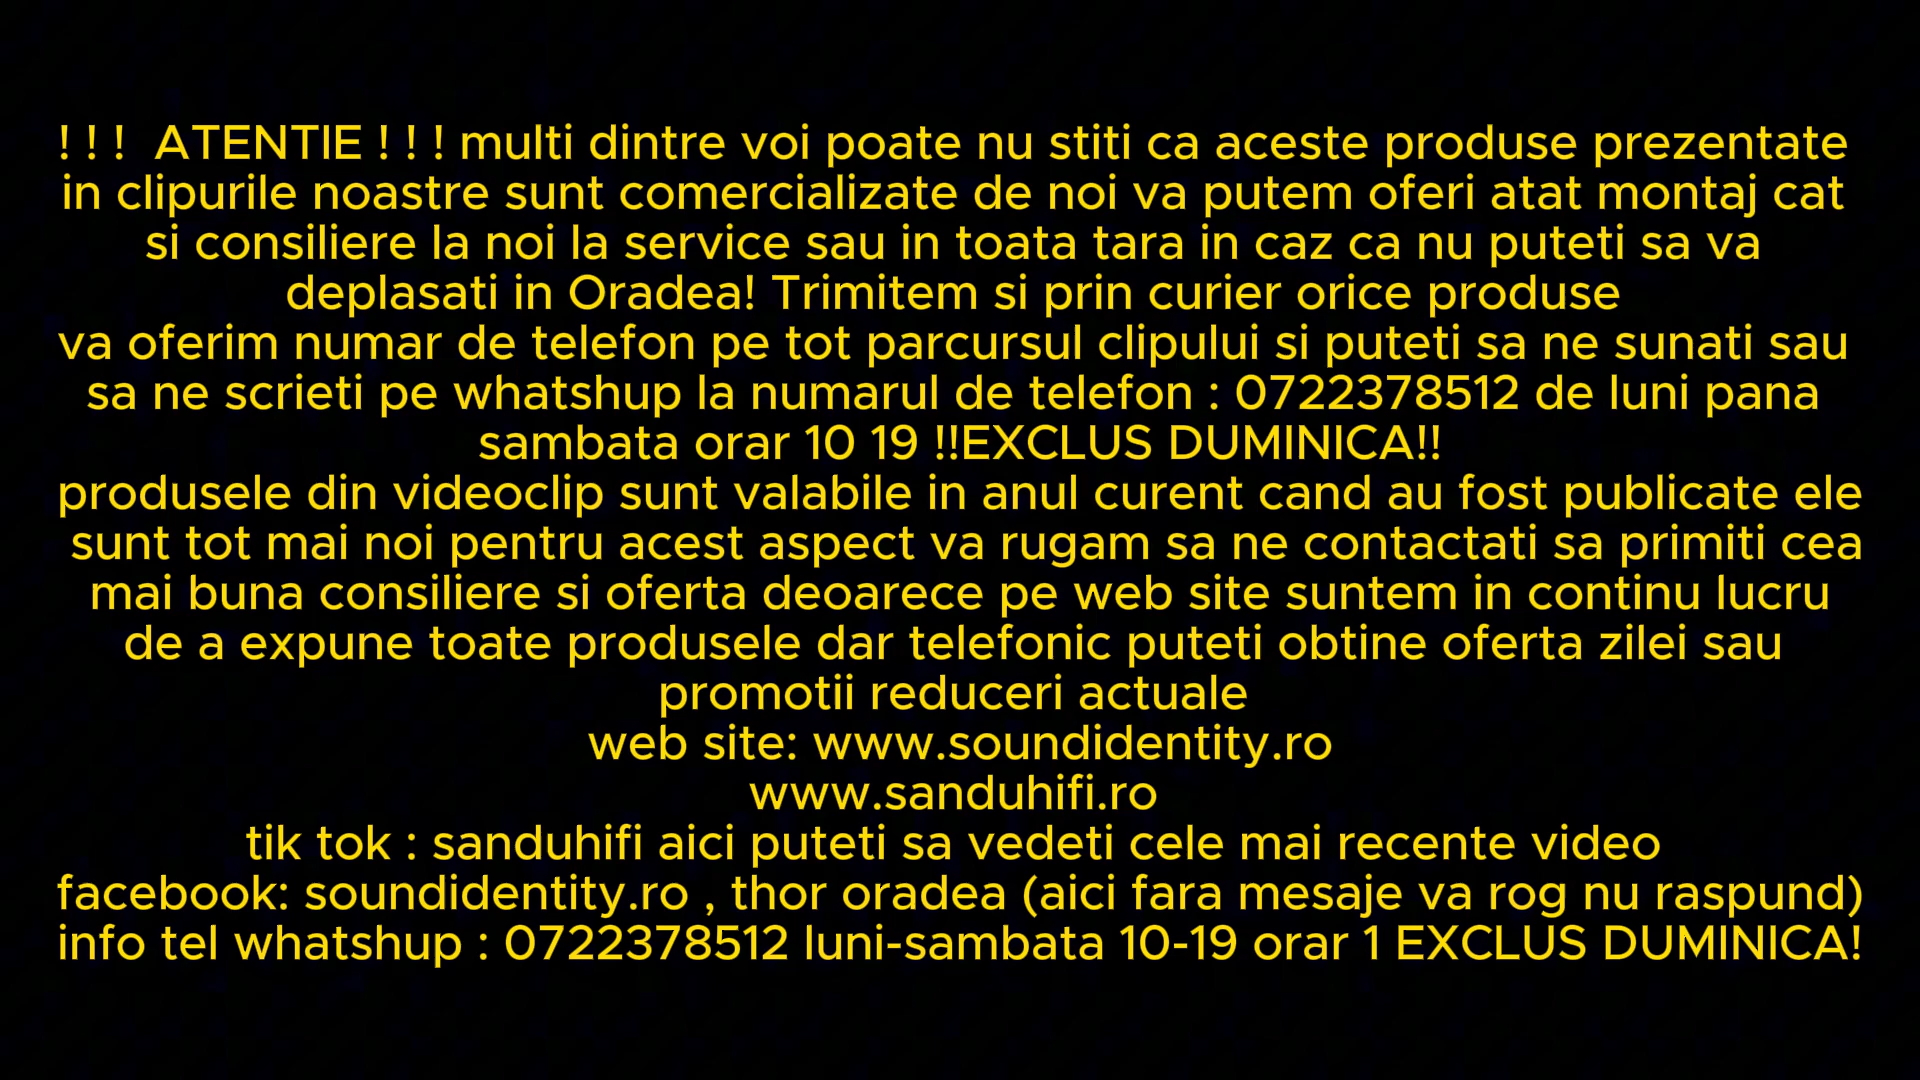 ! ! !  ATENTIE ! ! ! multi dintre voi poate nu stiti ca aceste produse prezentate
in clipurile noastre sunt comercializate de noi va putem oferi atat montaj cat
si consiliere la noi la service sau in toata tara in caz ca nu puteti sa va
deplasati in Oradea! Trimitem si prin curier orice produse
va oferim numar de telefon pe tot parcursul clipului si puteti sa ne sunati sau
sa ne scrieti pe whatshup la numarul de telefon : 0722378512 de luni pana
sambata orar 10 19 !!EXCLUS DUMINICA!!
produsele din videoclip sunt valabile in anul curent cand au fost publicate ele
sunt tot mai noi pentru acest aspect va rugam sa ne contactati sa primiti cea
mai buna consiliere si oferta deoarece pe web site suntem in continu lucru
de a expune toate produsele dar telefonic puteti obtine oferta zilei sau
promotii reduceri actuale
web site: www.soundidentity.ro
www.sanduhifi.ro
tik tok : sanduhifi aici puteti sa vedeti cele mai recente video
facebook: soundidentity.ro , thor oradea (aici fara mesaje va rog nu raspund)
info tel whatshup : 0722378512 luni-sambata 10-19 orar 1 EXCLUS DUMINICA!